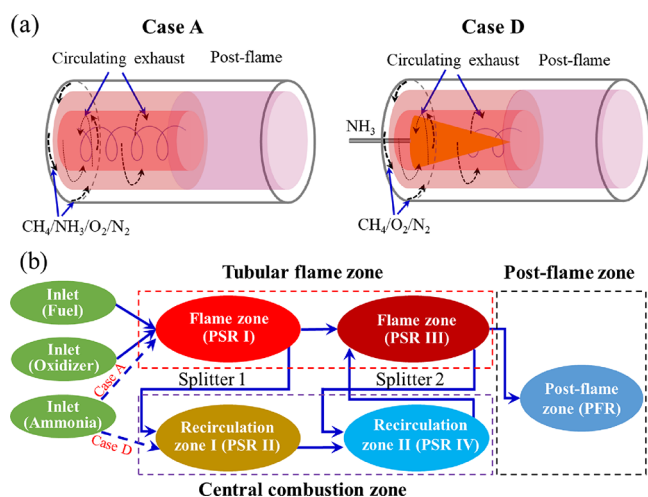 (a)
Case A
Case D
Circulating exhaust
Post-flame
Circulating exhaust
Post-flame
NH3
CH4/NH3/O2/N2
CH4/O2/N2
(b)
Tubular flame zone
Post-flame zone
Inlet
(Fuel)
Flame zone
(PSR I)
Flame zone
(PSR III)
Inlet
(Oxidizer)
Case A
Splitter 1
Splitter 2
Post-flame
zone (PFR)
Inlet
(Ammonia)
Case D
Recirculation
zone I (PSR II)
Recirculation
zone II (PSR IV)
Central combustion zone